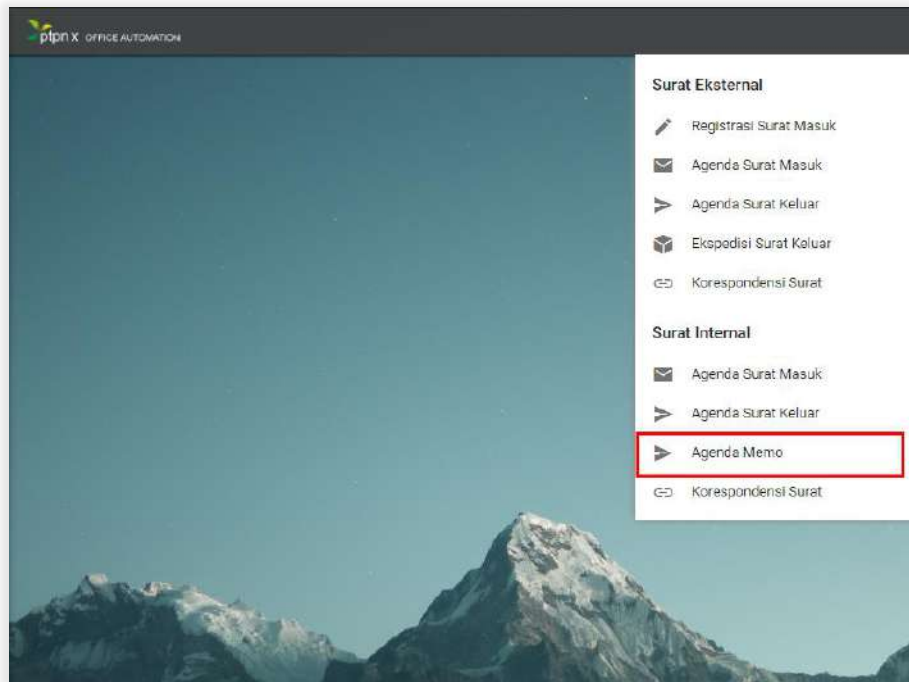 ptpn x OFFICE AUTOMATION
Surat Eksternal
Registrasi Surat Masuk
Agenda Surat Masuk
Agenda Surat Keluar
Ekspedisi Surat Keluar
Korespondensi Surat
Surat Internal
Agenda Surat Masuk
Agenda Surat Keluar
Agenda Memo
Korespondensi Surat